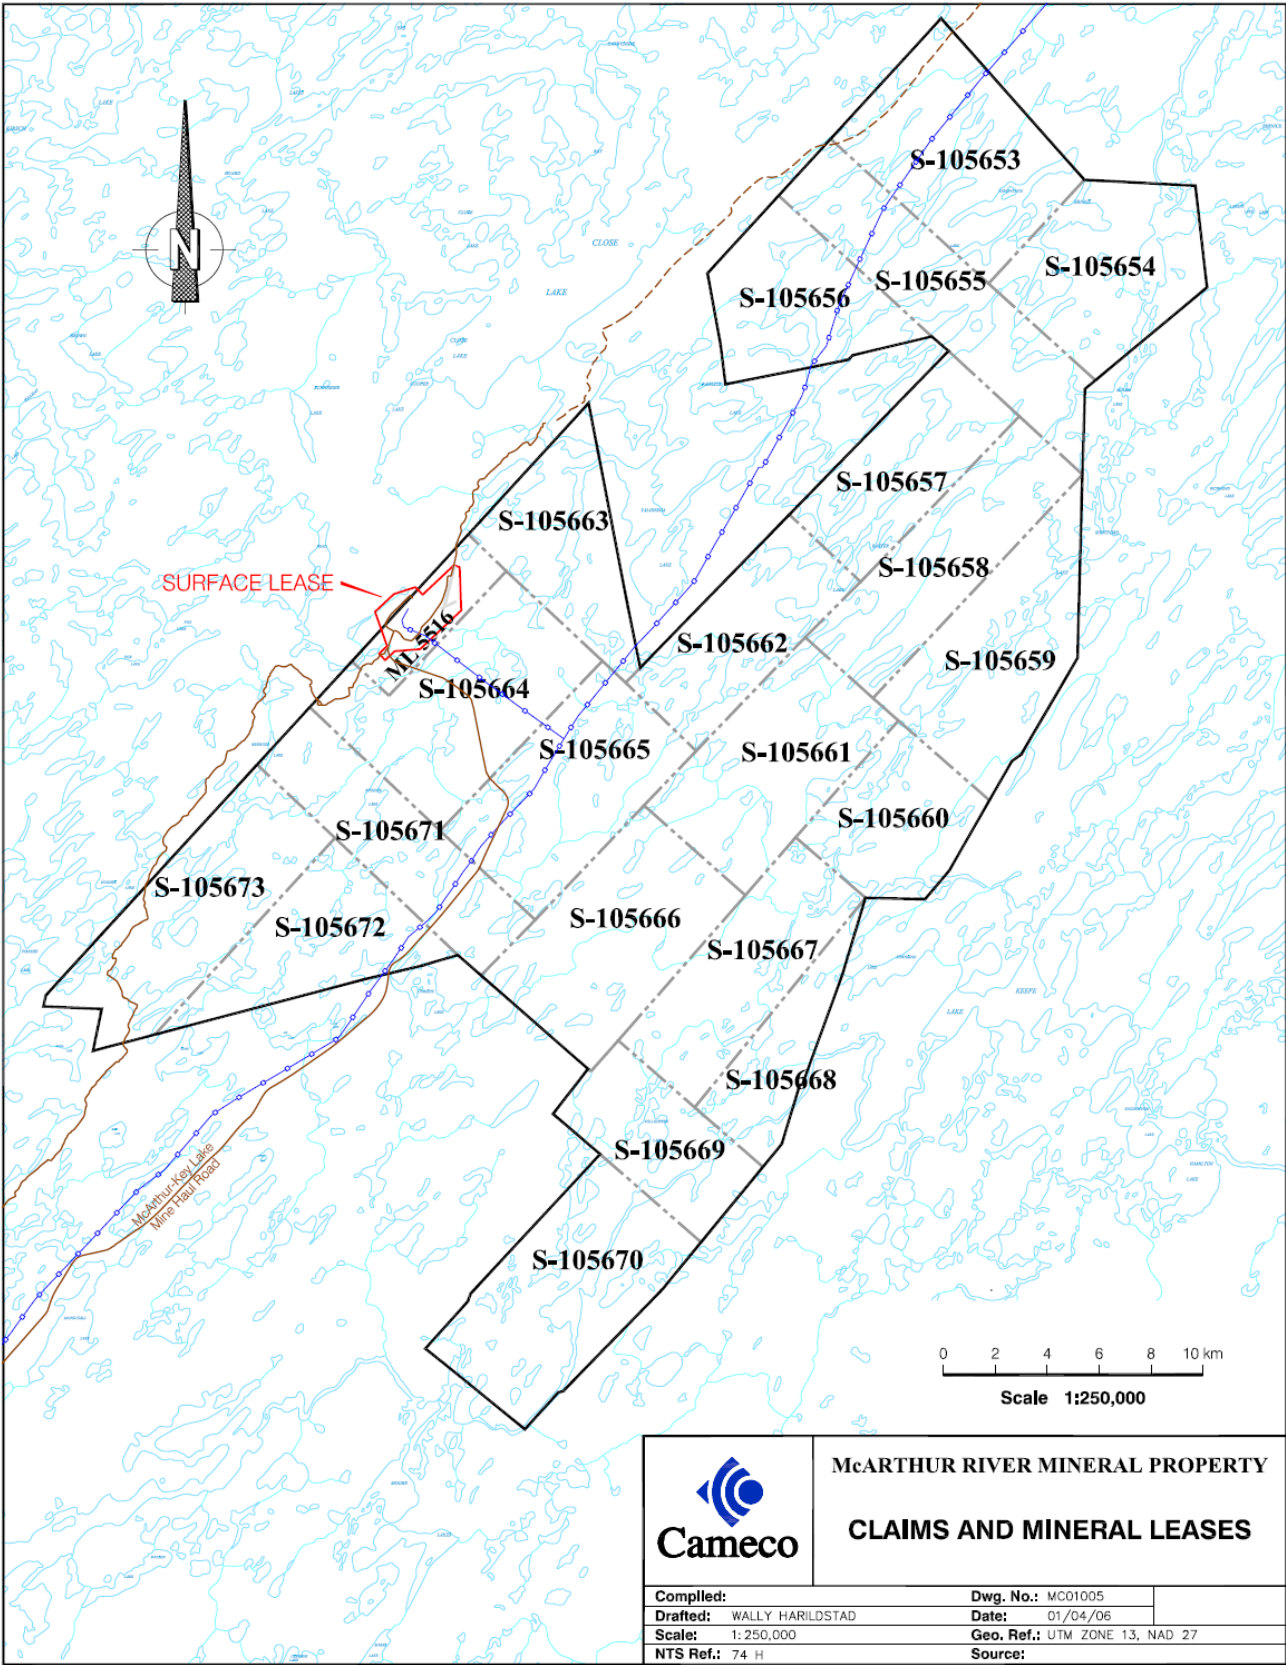 S-105653
S-105654
S-105655
S-105656
CLOSE
LAKE
S-105657
S-105663
S-105658
SURFACE LEASE
ML 5516
S-105662
S-105659
S-105664
S-105665
S-105661
S-105660
S-105671
S-105673
S-105666
S-105672
S-105667
KEEFE
LAKE
S-105668
S-105669
McArthur-Key Lake
Mine Haul Road
S-105670
N
0 2 4 6 8 10 km
Scale 1:250,000
Cameco
McARTHUR RIVER MINERAL PROPERTY
CLAIMS AND MINERAL LEASES
Compiled:
Dwg. No.: MC01005
Drafted: WALLY HARILDSTAD
Date: 01/04/06
Scale: 1:250,000
Geo. Ref.: UTM ZONE 13, NAD 27
NTS Ref.: 74 H
Source: